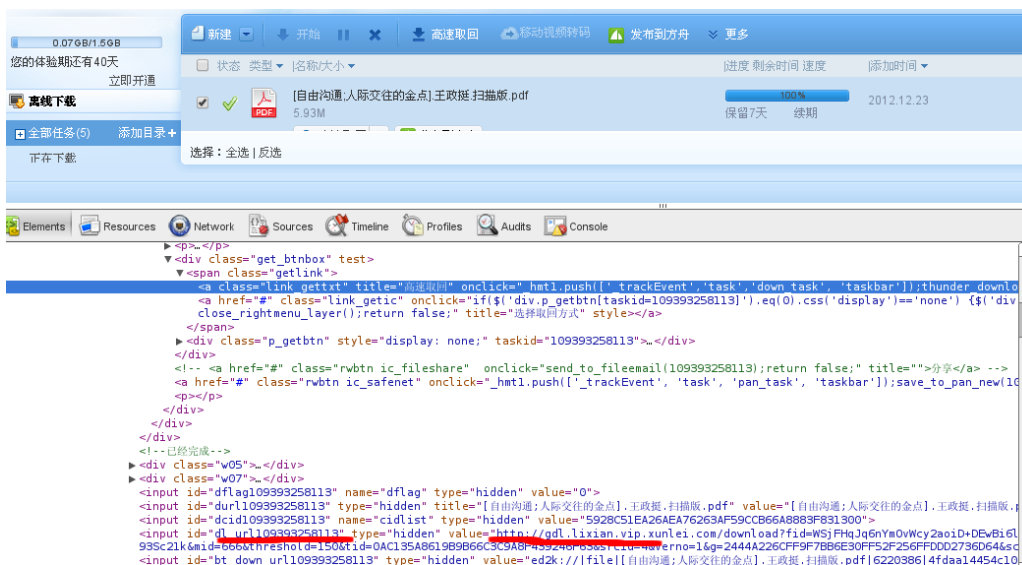 新建 开始 高速取回 移动视频转码 发布到方舟 更多
0.07GB/1.5GB
您的体验期还有40天
立即开通
离线下载
全部任务(5) 添加目录+
正在下载
状态 类型 |名称/大小 |进度 剩余时间 速度 |添加时间
[自由沟通;人际交往的金点].王政挺.扫描版.pdf 100% 2012.12.23
PDF 5.93M 保留7天 续期
选择：全选 | 反选
Elements Resources Network Sources Timeline Profiles Audits Console
<p>…</p>
<div class="get_btnbox" test>
<span class="getlink">
<a class="link_gettxt" title="高速取回" onclick="_hmt1.push(['_trackEvent','task','down_task', 'taskbar']);thunder_downlo
<a href="#" class="link_getic" onclick="if($('div.p_getbtn[taskid=109393258113]').eq(0).css('display')=='none') {$('div
close_rightmenu_layer();return false;" title="选择取回方式" style></a>
</span>
<div class="p_getbtn" style="display: none;" taskid="109393258113">…</div>
</div>
<!-- <a href="#" class="rwbtn ic_fileshare"  onclick="send_to_fileemail(109393258113);return false;" title="">分享</a> -->
<a href="#" class="rwbtn ic_safenet" onclick="_hmt1.push(['_trackEvent', 'task', 'pan_task', 'taskbar']);save_to_pan_new(10
<p></p>
</div>
</div>
</div>
<!--已经完成-->
<div class="w05">…</div>
<div class="w07">…</div>
<input id="dflag109393258113" name="dflag" type="hidden" value="0">
<input id="durl109393258113" type="hidden" title="[自由沟通;人际交往的金点].王政挺.扫描版.pdf" value="[自由沟通;人际交往的金点].王政挺.扫描版.p
<input id="dcid109393258113" name="cidlist" type="hidden" value="5928C51EA26AEA76263AF59CCB66A8883F831300">
<input id="dl_url109393258113" type="hidden" value="http://gdl.lixian.vip.xunlei.com/download?fid=WSjFHqJq6nYmOvWcy2aoiD+DEwBi6l
93Sc21k&mid=666&threshold=150&tid=0AC135A8619B9B66C3C9A8F439246F63&srcid=4&verno=1&g=2444A226CFF9F7BB6E30FF52F256FFDDD2736D64&sc
<input id="bt_down_url109393258113" type="hidden" value="ed2k://|file|[自由沟通;人际交往的金点].王政挺.扫描版.pdf|6220386|4fdaa14454c10